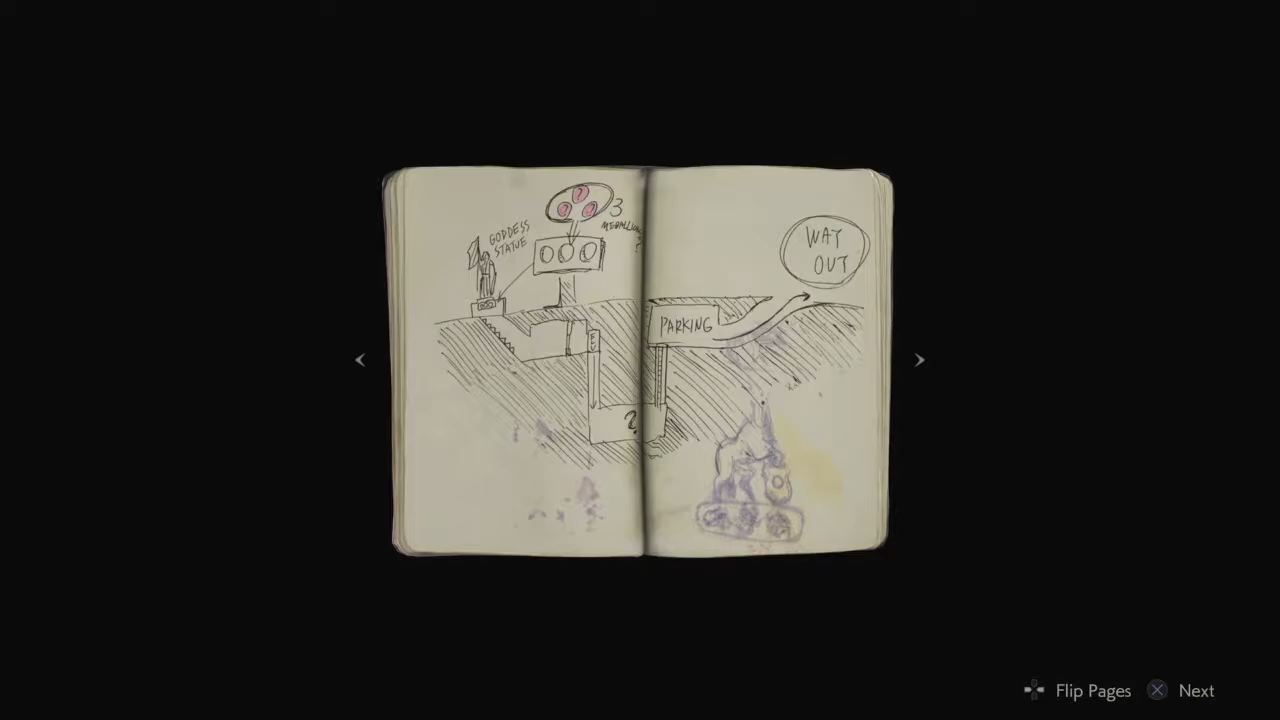 ?
? ?
3
MEDALLIONS
?
GODDESS
STATUE
WAY
OUT
PARKING
?
Flip Pages
Next